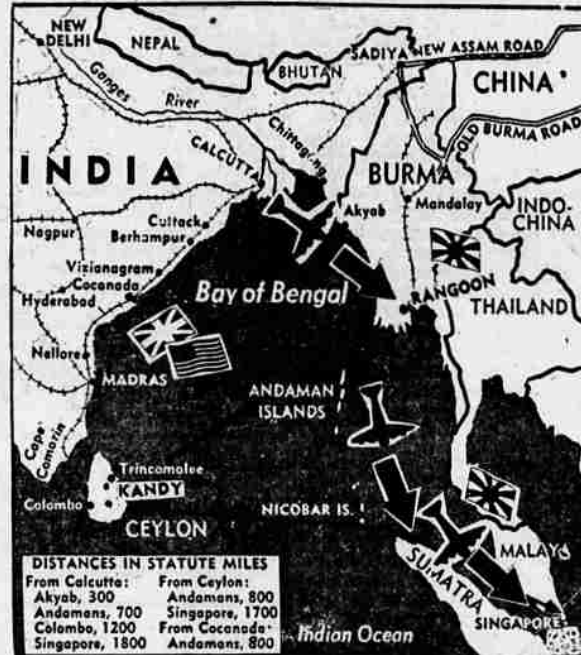 NEW DELHI
NEPAL
SADIYA
NEW ASSAM ROAD
BHUTAN
CHINA
Ganges
River
Chittagong
OLD BURMA ROAD
CALCUTTA
INDIA
BURMA
Akyab
Mandalay
INDO-
CHINA
Cuttack
Berhampur
Nagpur
Vizianagram
Cocanada
Hyderabad
Bay of Bengal
RANGOON
THAILAND
Nellore
MADRAS
ANDAMAN
ISLANDS
Cape
Comorin
Trincomalee
KANDY
Colombo
CEYLON
NICOBAR IS.
MALAYA
SUMATRA
SINGAPORE
Indian Ocean
DISTANCES IN STATUTE MILES
From Calcutta:
Akyab, 300
Andamans, 700
Colombo, 1200
Singapore, 1800
From Ceylon:
Andamans, 800
Singapore, 1700
From Cocanada:
Andamans, 800